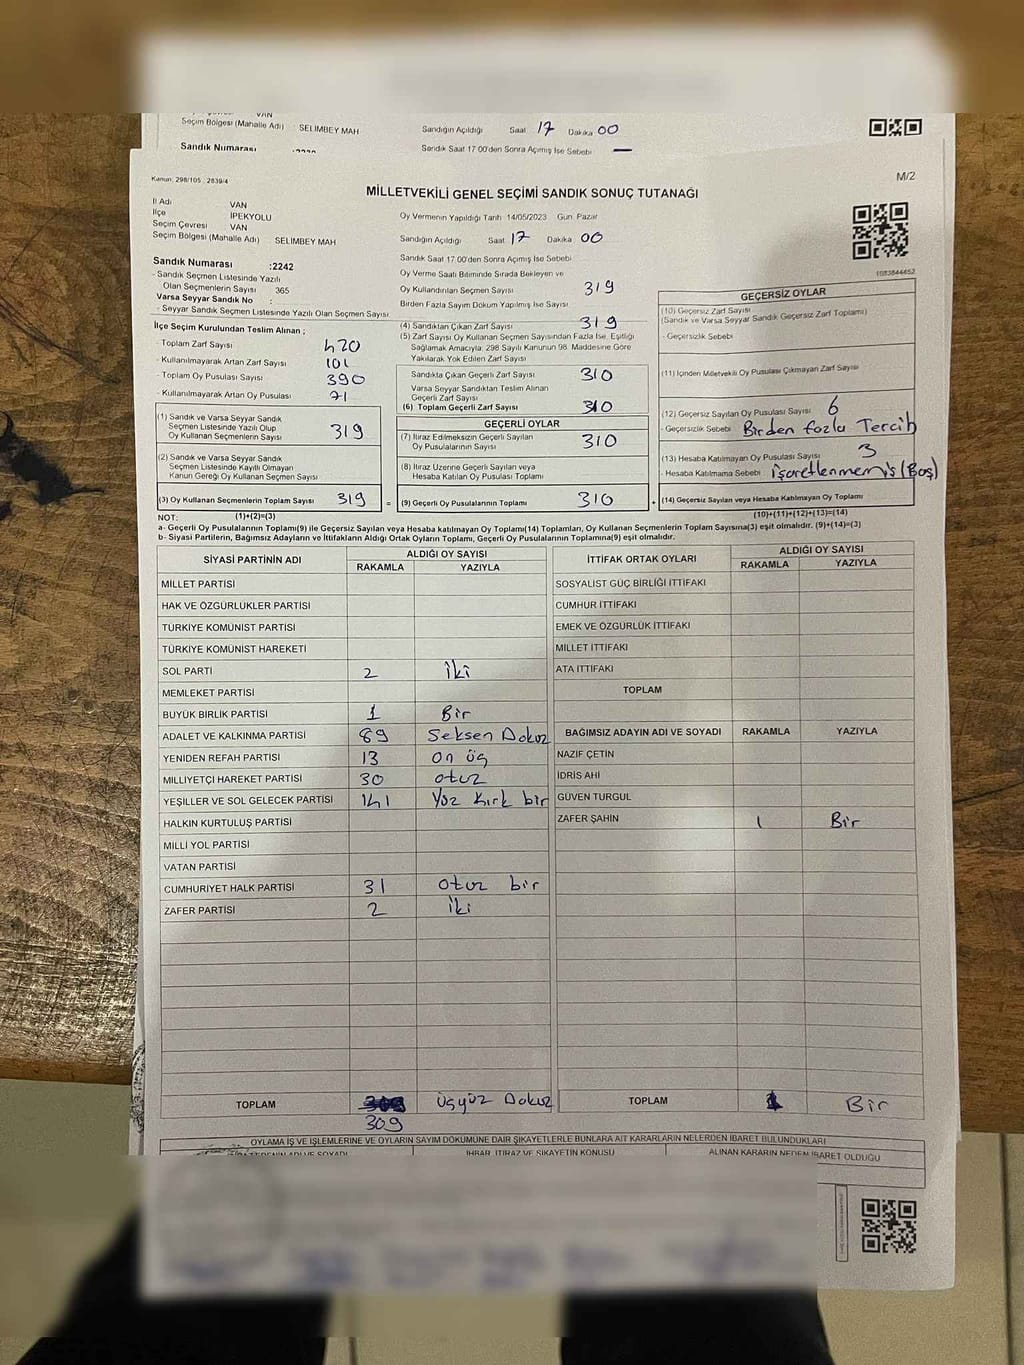 VAN
Seçim Bölgesi (Mahalle Adı) : SELİMBEY MAH
Sandığın Açıldığı Saat 17 Dakika 00
Sandık Numarası
Sandık Saat 17 00'den Sonra Açmış İse Sebebi —
Kanun: 298/105 , 2839/4
M/2
MİLLETVEKİLİ GENEL SEÇİMİ SANDIK SONUÇ TUTANAĞI
İl Adı VAN
İlçe İPEKYOLU
Seçim Çevresi VAN
Seçim Bölgesi (Mahalle Adı) : SELİMBEY MAH
Sandık Numarası :2242
- Sandık Seçmen Listesinde Yazılı
Olan Seçmenlerin Sayısı 365
Varsa Seyyar Sandık No :
- Seyyar Sandık Seçmen Listesinde Yazılı Olan Seçmen Sayısı
Oy Vermenin Yapıldığı Tarih 14/05/2023 Gün Pazar
Sandığın Açıldığı Saat 17 Dakika 00
Sandık Saat 17.00'den Sonra Açmış İse Sebebi
Oy Verme Saati Bitiminde Sırada Bekleyen ve
Oy Kullandırılan Seçmen Sayısı 319
Birden Fazla Sayım Döküm Yapılmış İse Sayısı
1083844452
İlçe Seçim Kurulundan Teslim Alınan ;
- Toplam Zarf Sayısı 420
- Kullanılmayarak Artan Zarf Sayısı 101
- Toplam Oy Pusulası Sayısı 390
- Kullanılmayarak Artan Oy Pusulası 71
(4) Sandıktan Çıkan Zarf Sayısı 319
(5) Zarf Sayısı Oy Kullanan Seçmen Sayısından Fazla İse, Eşitliği
Sağlamak Amacıyla, 298 Sayılı Kanunun 98. Maddesine Göre
Yakılarak Yok Edilen Zarf Sayısı
Sandıkta Çıkan Geçerli Zarf Sayısı 310
Varsa Seyyar Sandıktan Teslim Alınan
Geçerli Zarf Sayısı
(6) Toplam Geçerli Zarf Sayısı 310
GEÇERSİZ OYLAR
(10) Geçersiz Zarf Sayısı
(Sandık ve Varsa Seyyar Sandık Geçersiz Zarf Toplamı)
- Geçersizlik Sebebi
(11) İçinden Milletvekili Oy Pusulası Çıkmayan Zarf Sayısı
(12) Geçersiz Sayılan Oy Pusulası Sayısı 6
- Geçersizlik Sebebi Birden fazla Tercih
(13) Hesaba Katılmayan Oy Pusulası Sayısı 3
- Hesaba Katılmama Sebebi işaretlenmemiş (Boş)
(14) Geçersiz Sayılan veya Hesaba Katılmayan Oy Toplamı
(10)+(11)+(12)+(13)=(14)
(1) Sandık ve Varsa Seyyar Sandık
Seçmen Listesinde Yazılı Olup
Oy Kullanan Seçmenlerin Sayısı 319
(2) Sandık ve Varsa Seyyar Sandık
Seçmen Listesinde Kayıtlı Olmayan
Kanun Gereği Oy Kullanan Seçmen Sayısı
(3) Oy Kullanan Seçmenlerin Toplam Sayısı 319
(1)+(2)=(3)
GEÇERLİ OYLAR
(7) İtiraz Edilmeksizin Geçerli Sayılan
Oy Pusulalarının Sayısı 310
(8) İtiraz Üzerine Geçerli Sayılan veya
Hesaba Katılan Oy Pusulası Toplamı
= (9) Geçerli Oy Pusulalarının Toplamı 310 +
NOT:
a- Geçerli Oy Pusulalarının Toplamı(9) ile Geçersiz Sayılan veya Hesaba katılmayan Oy Toplamı(14) Toplamları, Oy Kullanan Seçmenlerin Toplam Sayısına(3) eşit olmalıdır. (9)+(14)=(3)
b- Siyasi Partilerin, Bağımsız Adayların ve İttifakların Aldığı Ortak Oyların Toplamı, Geçerli Oy Pusulalarının Toplamına(9) eşit olmalıdır.
SİYASİ PARTİNİN ADI ALDIĞI OY SAYISI
RAKAMLA YAZIYLA
MİLLET PARTİSİ
HAK VE ÖZGÜRLÜKLER PARTİSİ
TÜRKİYE KOMÜNİST PARTİSİ
TÜRKİYE KOMÜNİST HAREKETİ
SOL PARTİ 2 iki
MEMLEKET PARTİSİ
BÜYÜK BİRLİK PARTİSİ 1 Bir
ADALET VE KALKINMA PARTİSİ 89 Seksen Dokuz
YENİDEN REFAH PARTİSİ 13 on üç
MİLLİYETÇİ HAREKET PARTİSİ 30 otuz
YEŞİLLER VE SOL GELECEK PARTİSİ 141 Yüz Kırk bir
HALKIN KURTULUŞ PARTİSİ
MİLLİ YOL PARTİSİ
VATAN PARTİSİ
CUMHURİYET HALK PARTİSİ 31 otuz bir
ZAFER PARTİSİ 2 iki
TOPLAM 309 üçyüz Dokuz
İTTİFAK ORTAK OYLARI ALDIĞI OY SAYISI
RAKAMLA YAZIYLA
SOSYALİST GÜÇ BİRLİĞİ İTTİFAKI
CUMHUR İTTİFAKI
EMEK VE ÖZGÜRLÜK İTTİFAKI
MİLLET İTTİFAKI
ATA İTTİFAKI
TOPLAM
BAĞIMSIZ ADAYIN ADI VE SOYADI RAKAMLA YAZIYLA
NAZİF ÇETİN
İDRİS AHİ
GÜVEN TURGUL
ZAFER ŞAHİN 1 Bir
TOPLAM 1 Bir
OYLAMA İŞ VE İŞLEMLERİNE VE OYLARIN SAYIM DÖKÜMÜNE DAİR ŞİKAYETLERLE BUNLARA AİT KARARLARIN NELERDEN İBARET BULUNDUKLARI
İHBAR, İTİRAZ VE ŞİKAYETİN KONUSU ALINAN KARARIN NEDEN İBARET OLDUĞU